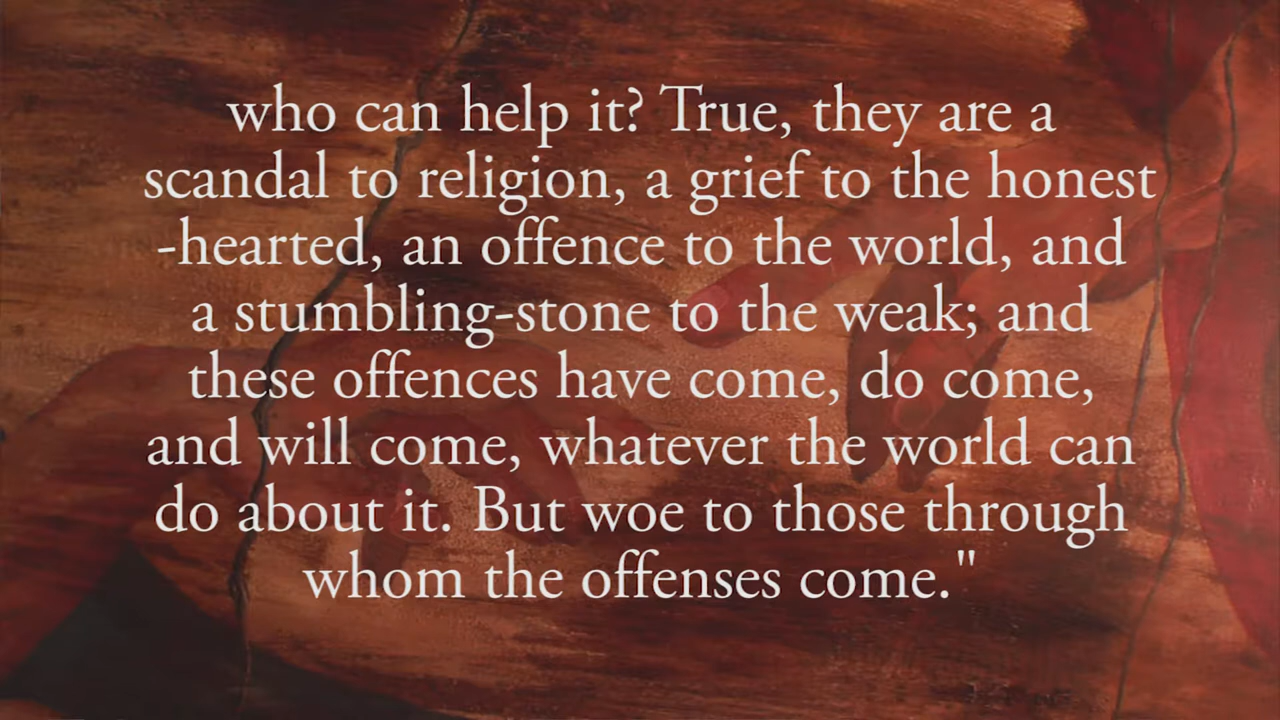 who can help it? True, they are a
scandal to religion, a grief to the honest
-hearted, an offence to the world, and
a stumbling-stone to the weak; and
these offences have come, do come,
and will come, whatever the world can
do about it. But woe to those through
whom the offenses come."